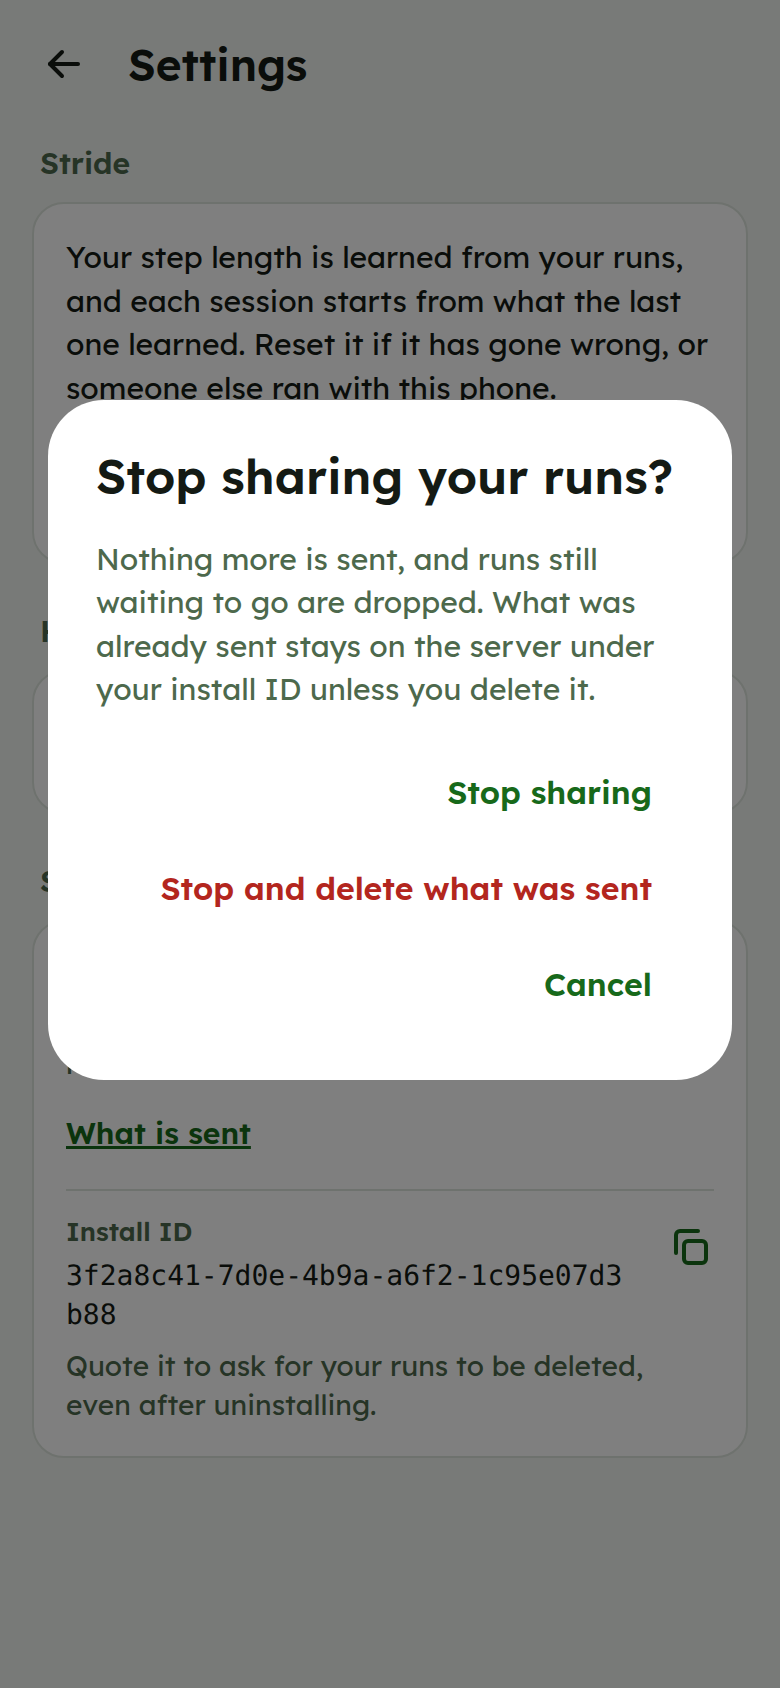 Settings
Stride
Your step length is learned from your runs,
and each session starts from what the last
one learned. Reset it if it has gone wrong, or
someone else ran with this phone.
Stop sharing your runs?
Nothing more is sent, and runs still
waiting to go are dropped. What was
already sent stays on the server under
your install ID unless you delete it.
Stop sharing
Stop and delete what was sent
Cancel
What is sent
Install ID
3f2a8c41-7d0e-4b9a-a6f2-1c95e07d3
b88
Quote it to ask for your runs to be deleted,
even after uninstalling.